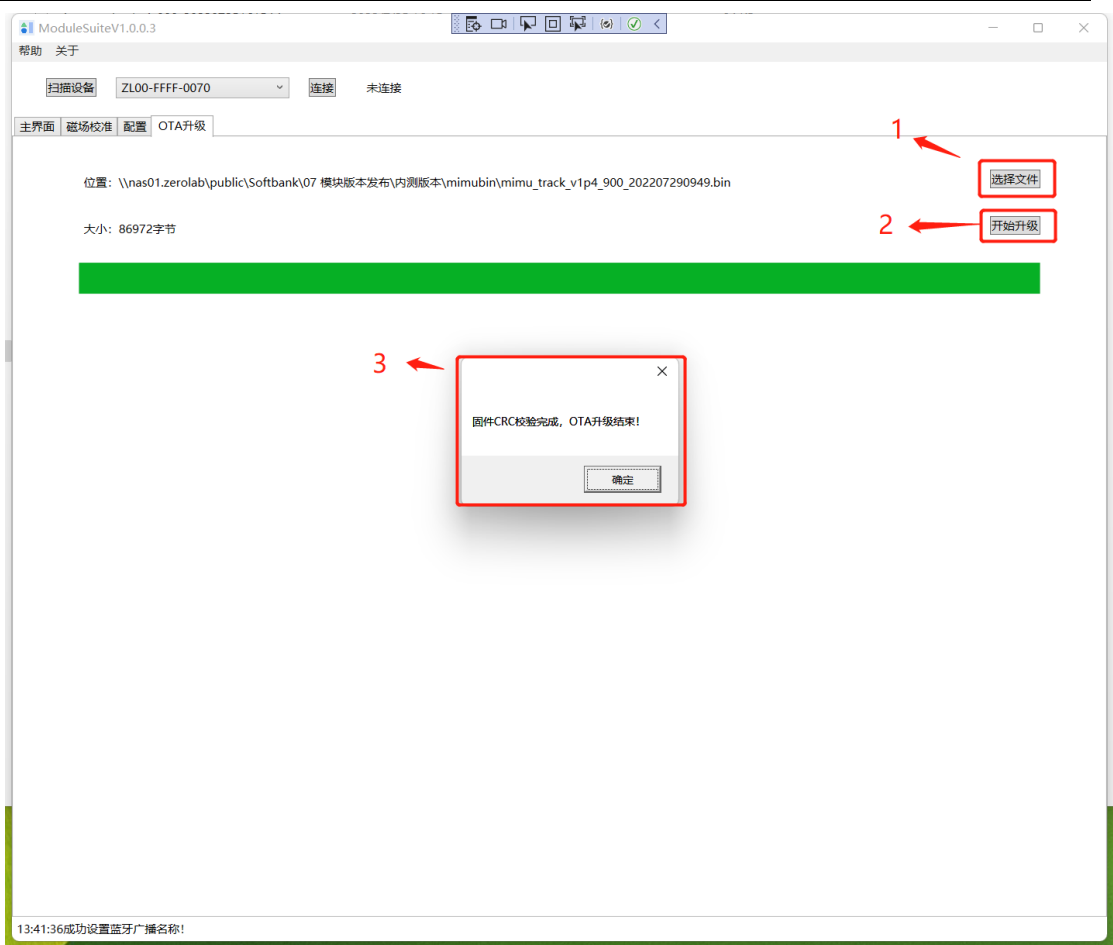 ModuleSuiteV1.0.0.3
帮助 关于
扫描设备 ZL00-FFFF-0070 连接 未连接
主界面 磁场校准 配置 OTA升级
1
位置：\\nas01.zerolab\public\Softbank\07 模块版本发布\内测版本\mimubin\mimu_track_v1p4_900_202207290949.bin 选择文件
2
大小：86972字节 开始升级
3
固件CRC校验完成，OTA升级结束！
确定
13:41:36成功设置蓝牙广播名称！